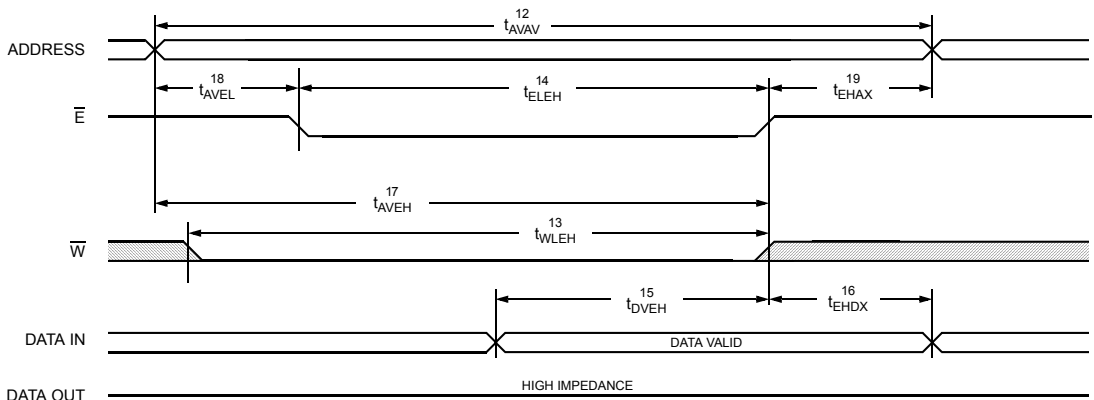 12
tAVAV
ADDRESS
18
tAVEL
14
tELEH
19
tEHAX
E
17
tAVEH
13
tWLEH
W
15
tDVEH
16
tEHDX
DATA IN
DATA VALID
DATA OUT
HIGH IMPEDANCE